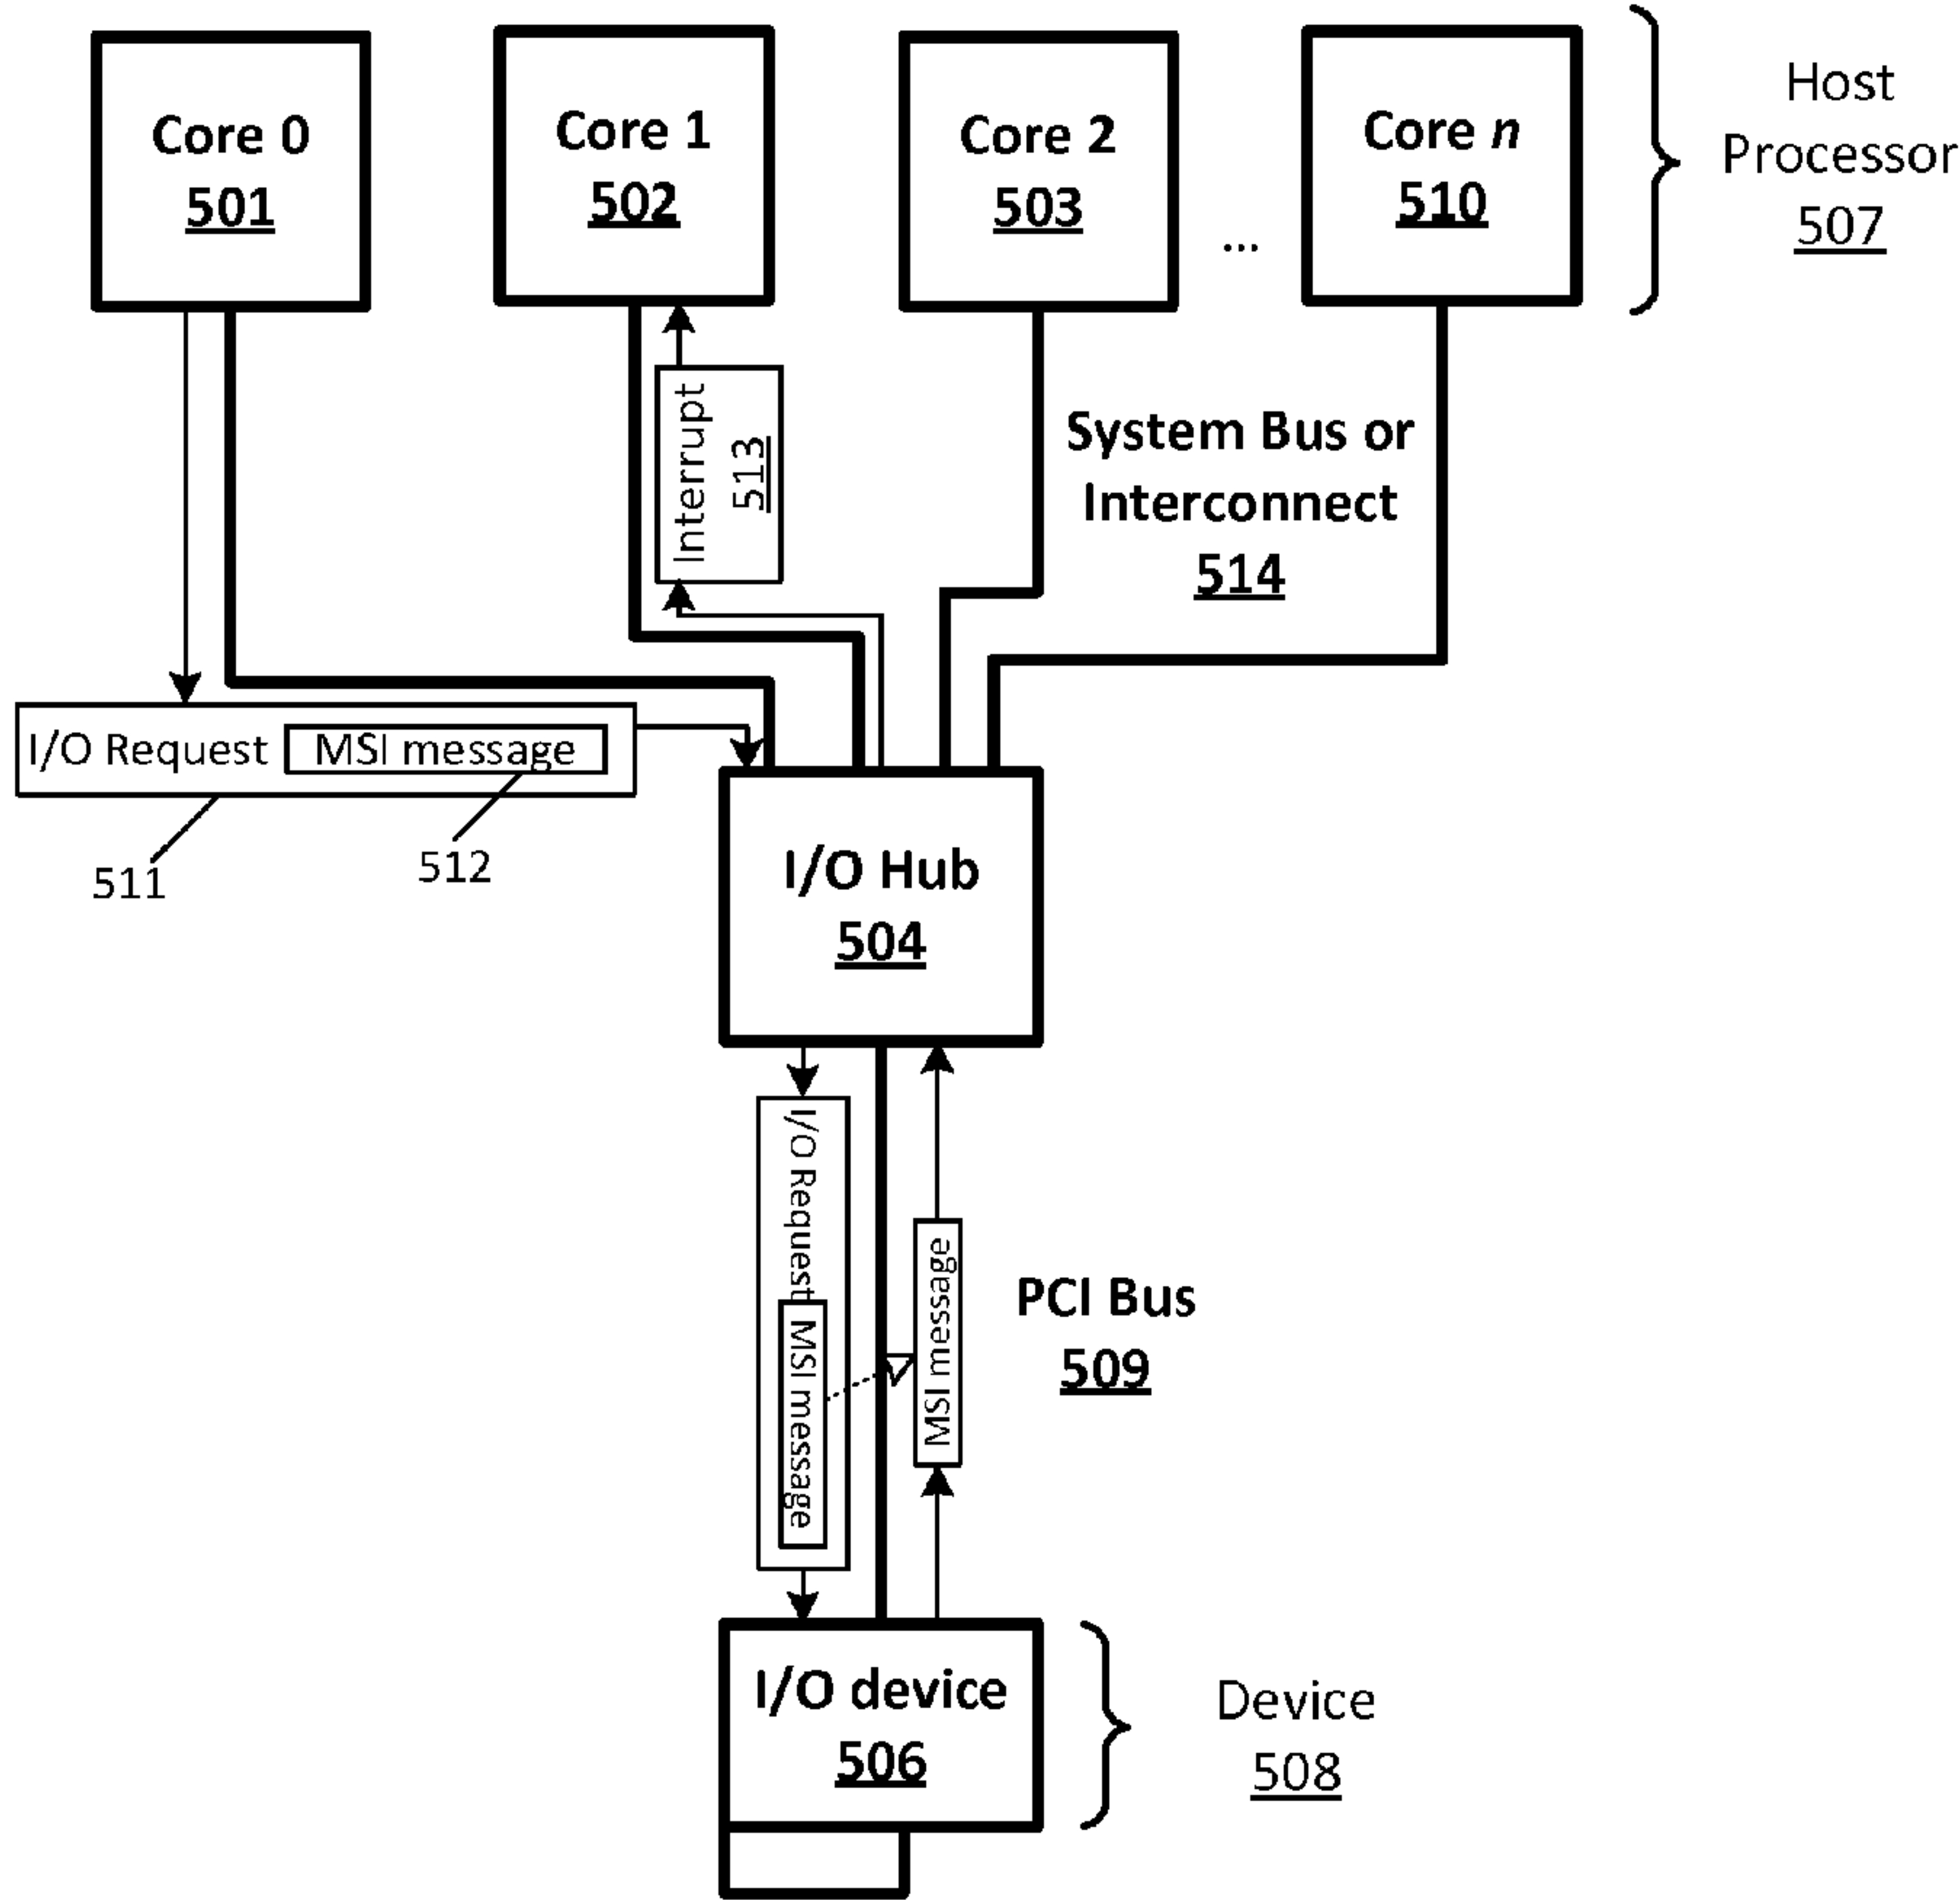 Core 0
501
Core 1
502
Core 2
503
...
Core n
510
Host
Processor
507
Interrupt
513
System Bus or
Interconnect
514
I/O Request
MSI message
511
512
I/O Hub
504
I/O Request
MSI message
MSI message
PCI Bus
509
I/O device
506
Device
508